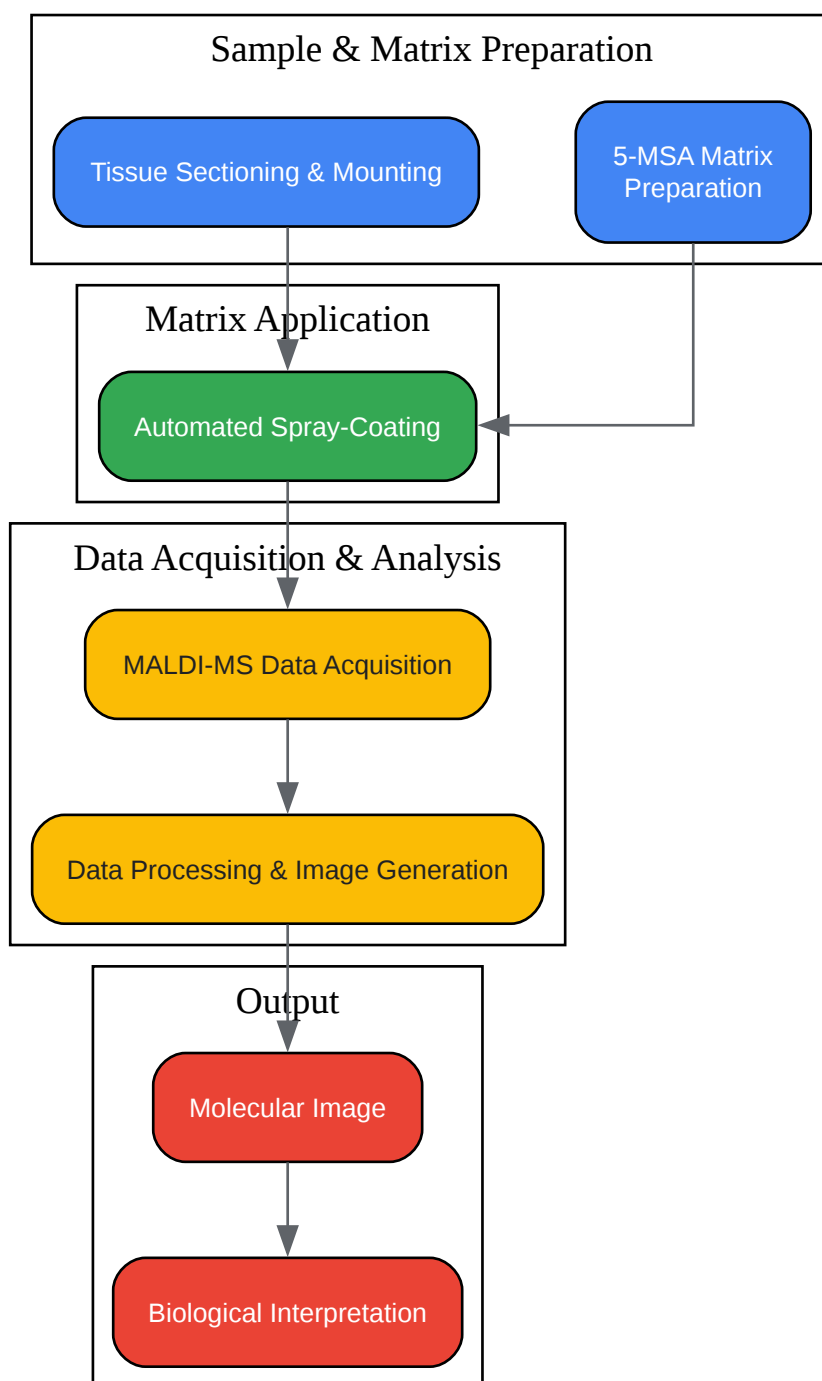 Sample & Matrix Preparation
Tissue Sectioning & Mounting
5-MSA Matrix
Preparation
Matrix Application
Automated Spray-Coating
Data Acquisition & Analysis
MALDI-MS Data Acquisition
Data Processing & Image Generation
Output
Molecular Image
Biological Interpretation